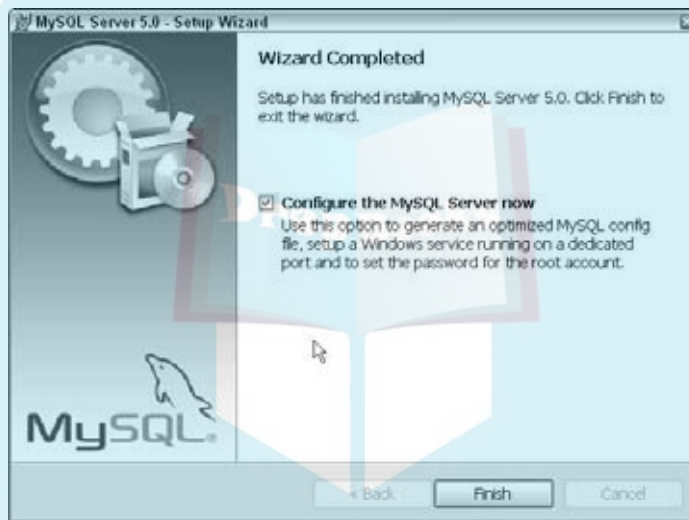 MySQL Server 5.0 - Setup Wizard
Wizard Completed
Setup has finished installing MySQL Server 5.0. Click Finish to
exit the wizard.
Configure the MySQL Server now
Use this option to generate an optimized MySQL config
file, setup a Windows service running on a dedicated
port and to set the password for the root account.
MySQL.
< Back
Finish
Cancel